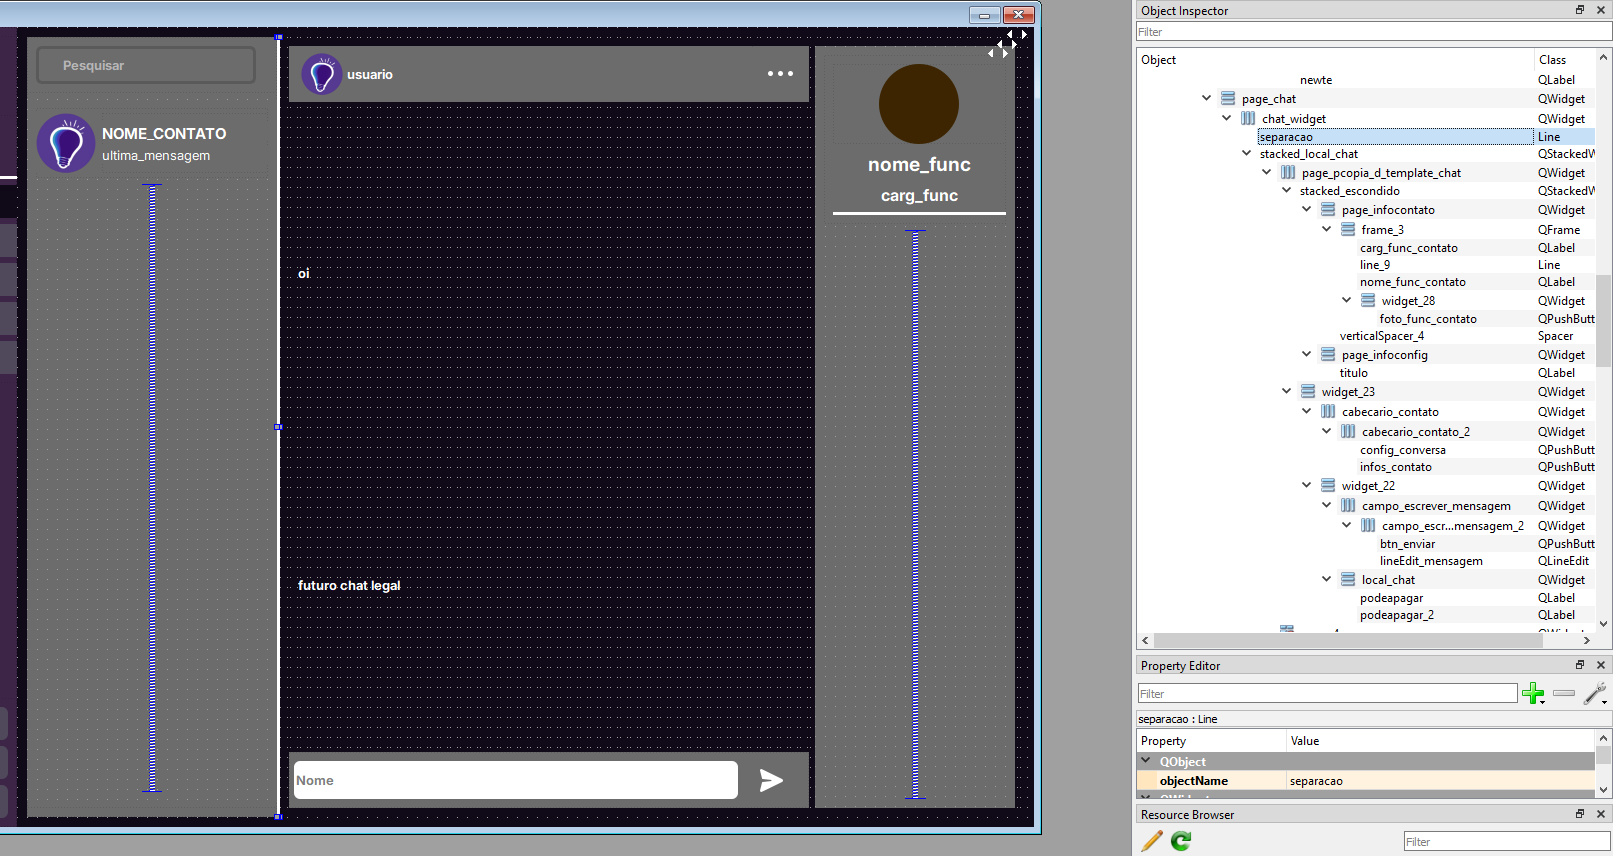 Pesquisar
NOME_CONTATO
ultima_mensagem
usuario
oi
futuro chat legal
Nome
nome_func
carg_func
Object Inspector
Filter
Object Class
newte QLabel
page_chat QWidget
chat_widget QWidget
separacao Line
stacked_local_chat QStackedW
page_pcopia_d_template_chat QWidget
stacked_escondido QStackedW
page_infocontato QWidget
frame_3 QFrame
carg_func_contato QLabel
line_9 Line
nome_func_contato QLabel
widget_28 QWidget
foto_func_contato QPushButt
verticalSpacer_4 Spacer
page_infoconfig QWidget
titulo QLabel
widget_23 QWidget
cabecario_contato QWidget
cabecario_contato_2 QWidget
config_conversa QPushButt
infos_contato QPushButt
widget_22 QWidget
campo_escrever_mensagem QWidget
campo_escr...mensagem_2 QWidget
btn_enviar QPushButt
lineEdit_mensagem QLineEdit
local_chat QWidget
podeapagar QLabel
podeapagar_2 QLabel
Property Editor
Filter
separacao : Line
Property Value
QObject
objectName separacao
Resource Browser
Filter